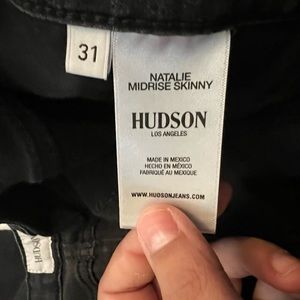 31
NATALIE
MIDRISE SKINNY
HUDSON
LOS ANGELES
MADE IN MEXICO
HECHO EN MÉXICO
FABRIQUÉ AU MEXIQUE
WWW.HUDSONJEANS.COM
HUDSON